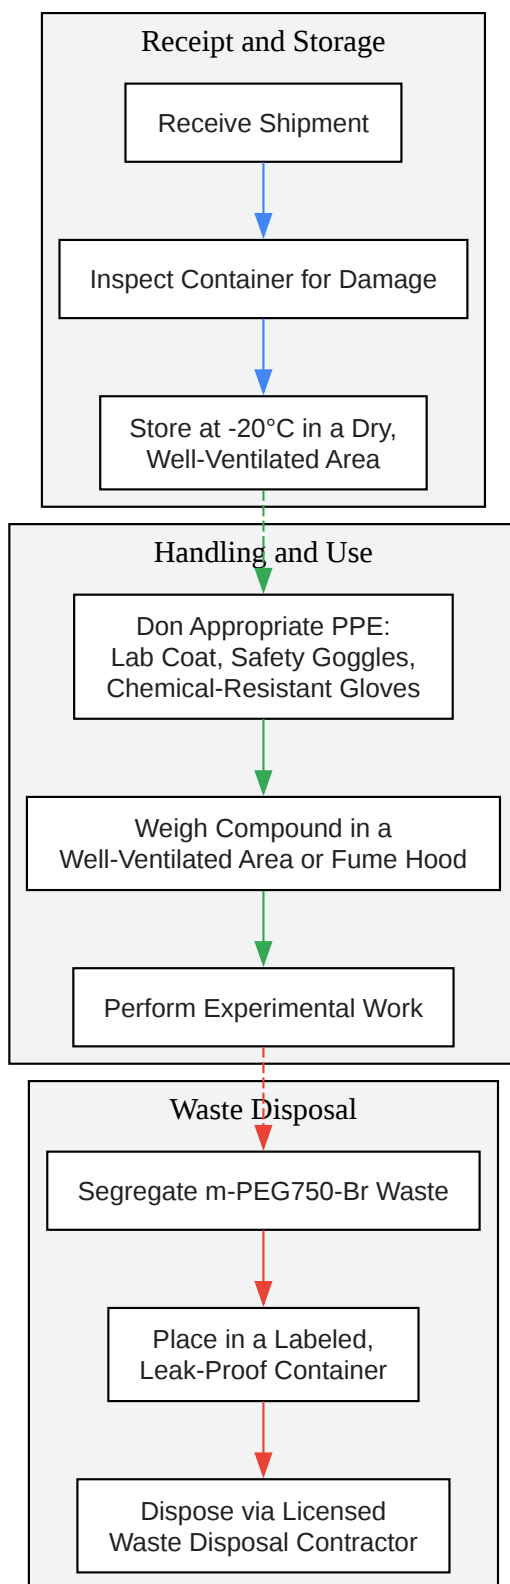 Receipt and Storage
Receive Shipment
Inspect Container for Damage
Store at -20°C in a Dry,
Well-Ventilated Area
Handling and Use
Don Appropriate PPE:
Lab Coat, Safety Goggles,
Chemical-Resistant Gloves
Weigh Compound in a
Well-Ventilated Area or Fume Hood
Perform Experimental Work
Waste Disposal
Segregate m-PEG750-Br Waste
Place in a Labeled,
Leak-Proof Container
Dispose via Licensed
Waste Disposal Contractor